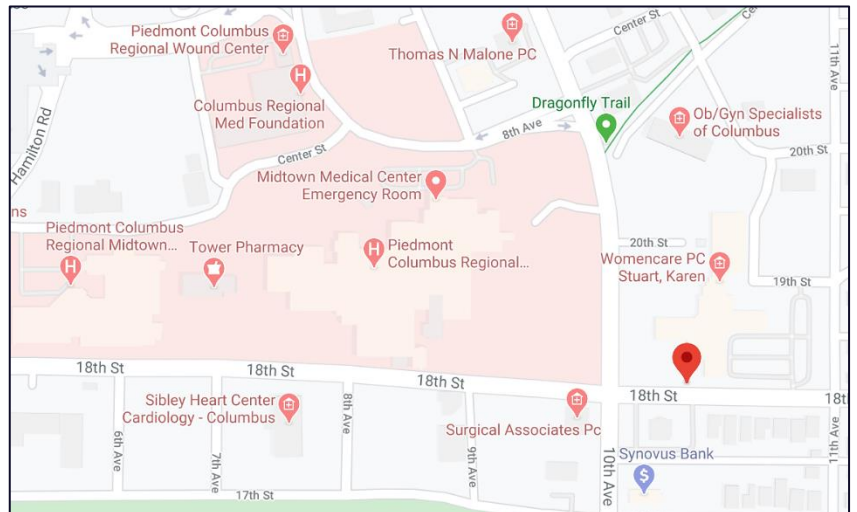 Piedmont Columbus
Regional Wound Center
Thomas N Malone PC
Center St
Cen
11th Ave
Columbus Regional
Med Foundation
Dragonfly Trail
Hamilton Rd
8th Ave
Ob/Gyn Specialists
of Columbus
Center St
20th St
Midtown Medical Center
Emergency Room
ns
Piedmont Columbus
Regional Midtown...
Tower Pharmacy
Piedmont
Columbus Regional...
20th St
Womencare PC
Stuart, Karen
19th St
18th St
18th St
18th St
18t
Sibley Heart Center
Cardiology - Columbus
Surgical Associates Pc
6th Ave
7th Ave
8th Ave
9th Ave
10th Ave
11th Ave
Synovus Bank
17th St